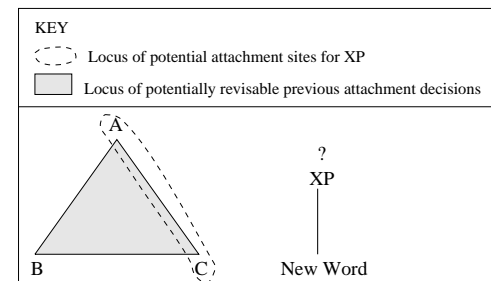 KEY
Locus of potential attachment sites for XP
Locus of potentially revisable previous attachment decisions
A
?
XP
B
C
New Word